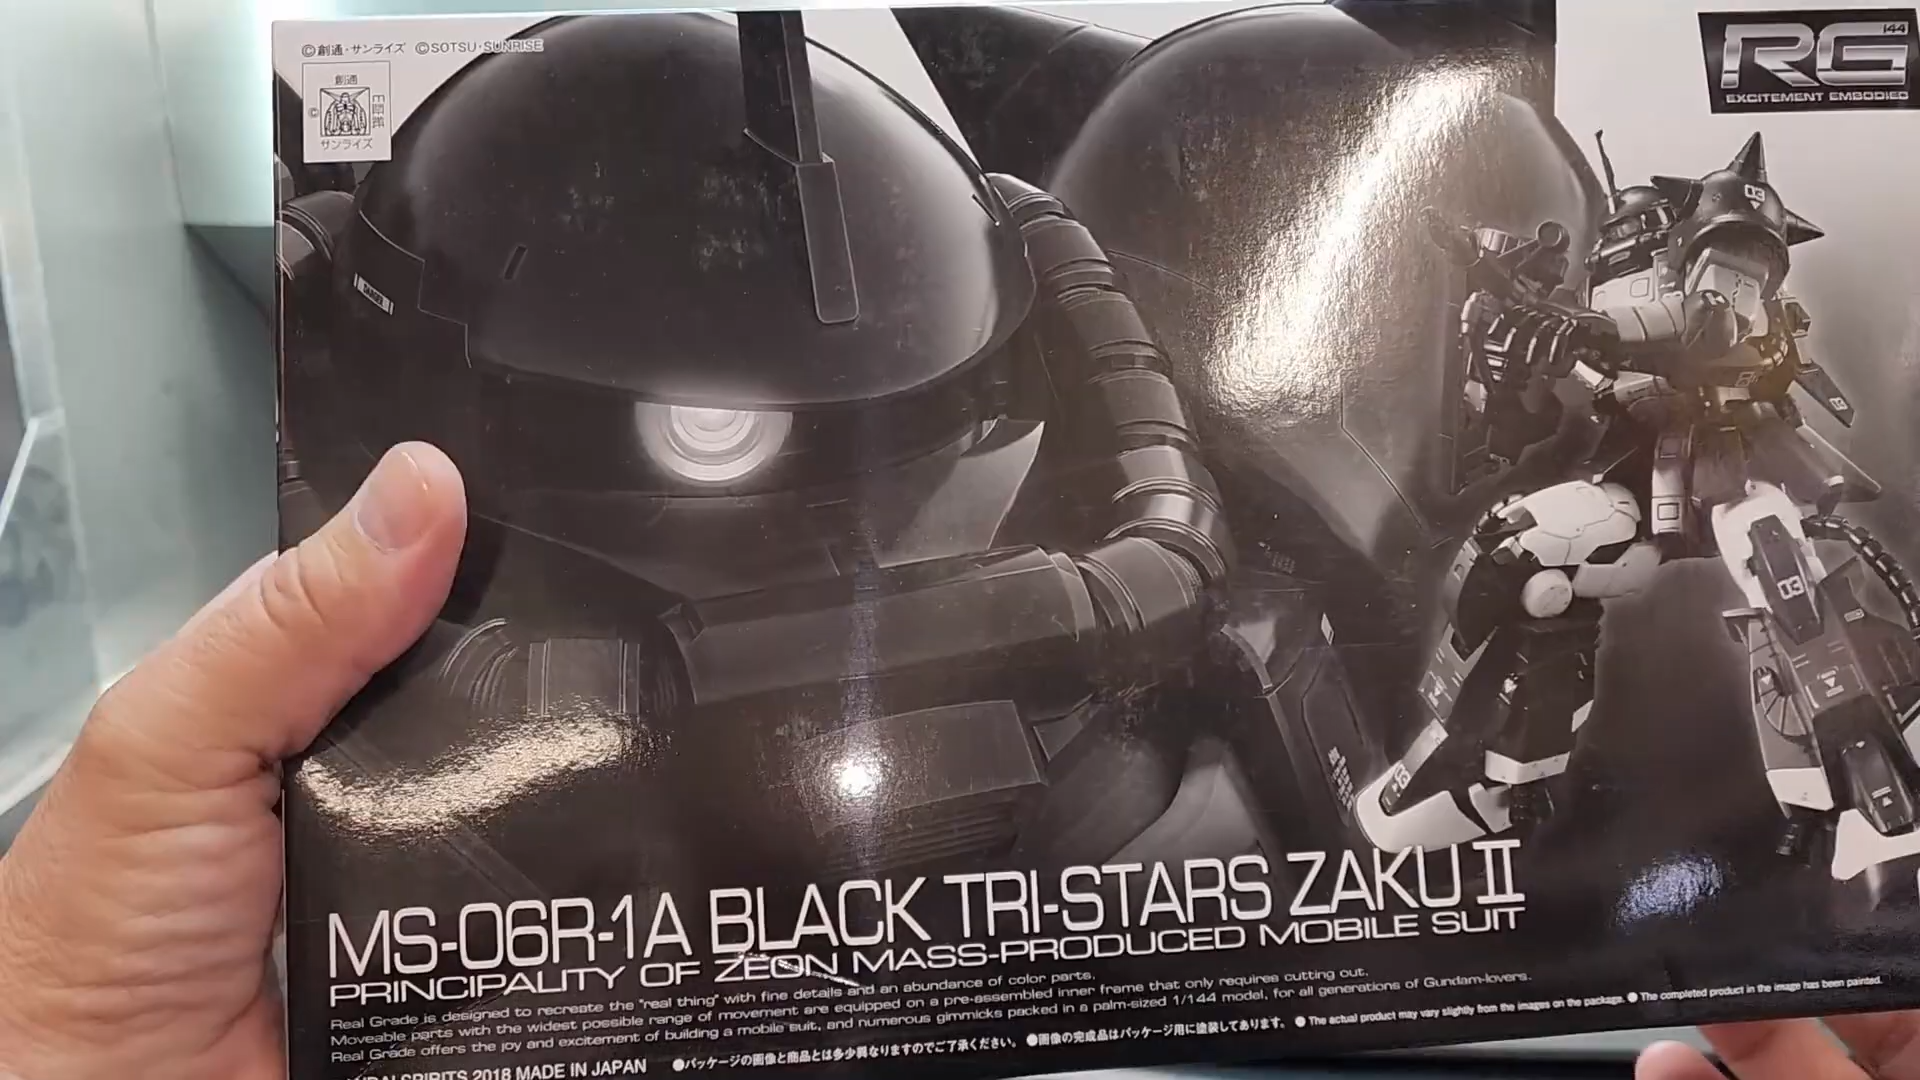 ©創通・サンライズ ©SOTSU・SUNRISE
創通
©
サンライズ
RG
144
EXCITEMENT EMBODIED
DANGER
03
03
03
03
MS-06R-1A BLACK TRI-STARS ZAKU II
PRINCIPALITY OF ZEON MASS-PRODUCED MOBILE SUIT
Real Grade is designed to recreate the "real thing" with fine details and an abundance of color parts.
Moveable parts with the widest possible range of movement are equipped on a pre-assembled inner frame that only requires cutting out.
Real Grade offers the joy and excitement of building a mobile suit, and numerous gimmicks packed in a palm-sized 1/144 model, for all generations of Gundam-lovers.
SPIRITS 2018 MADE IN JAPAN ●パッケージの画像と商品とは多少異なりますのでご了承ください。 ●画像の完成品はパッケージ用に塗装してあります。 ●The actual product may vary slightly from the images on the package. ●The completed product in the image has been painted.